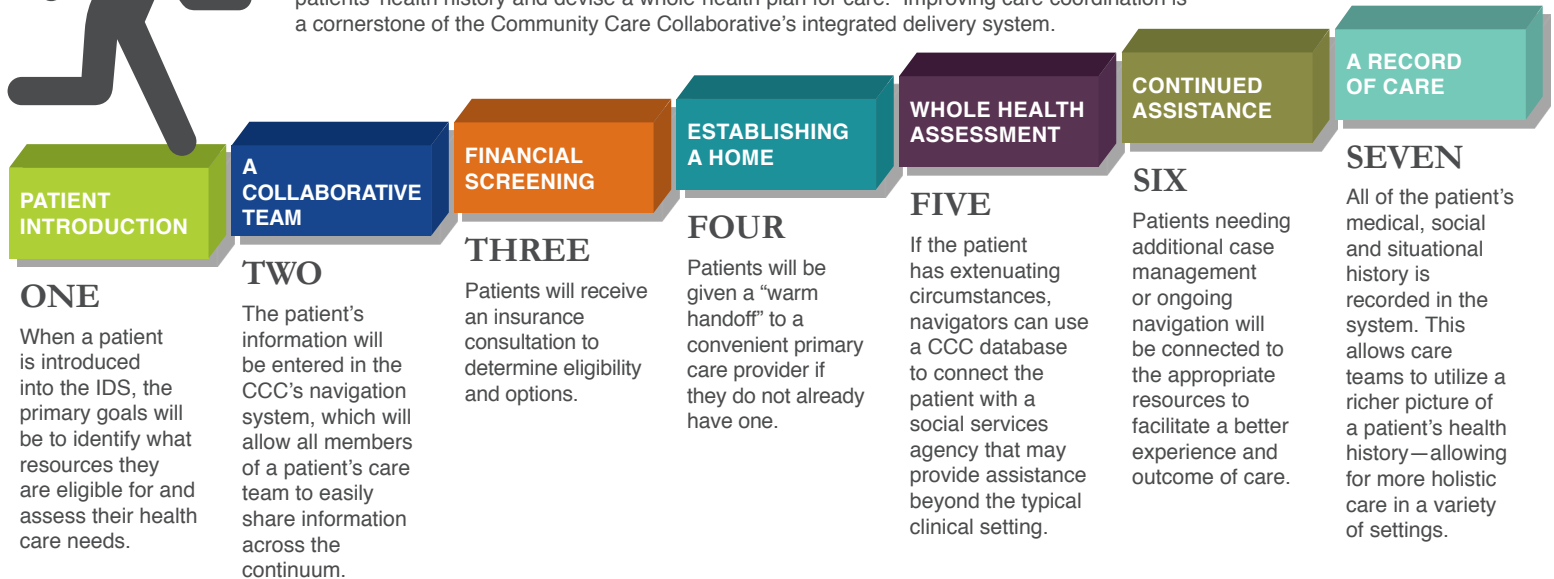 patients' health history and devise a whole health plan for care. Improving care coordination is
a cornerstone of the Community Care Collaborative's integrated delivery system.
PATIENT
INTRODUCTION
ONE
When a patient
is introduced
into the IDS, the
primary goals will
be to identify what
resources they
are eligible for and
assess their health
care needs.
A
COLLABORATIVE
TEAM
TWO
The patient's
information will
be entered in the
CCC's navigation
system, which will
allow all members
of a patient's care
team to easily
share information
across the
continuum.
FINANCIAL
SCREENING
THREE
Patients will receive
an insurance
consultation to
determine eligibility
and options.
ESTABLISHING
A HOME
FOUR
Patients will be
given a “warm
handoff” to a
convenient primary
care provider if
they do not already
have one.
WHOLE HEALTH
ASSESSMENT
FIVE
If the patient
has extenuating
circumstances,
navigators can use
a CCC database
to connect the
patient with a
social services
agency that may
provide assistance
beyond the typical
clinical setting.
CONTINUED
ASSISTANCE
SIX
Patients needing
additional case
management
or ongoing
navigation will
be connected to
the appropriate
resources to
facilitate a better
experience and
outcome of care.
A RECORD
OF CARE
SEVEN
All of the patient's
medical, social
and situational
history is
recorded in the
system. This
allows care
teams to utilize a
richer picture of
a patient's health
history—allowing
for more holistic
care in a variety
of settings.